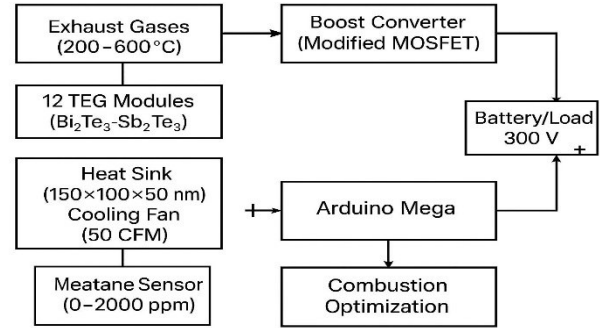 Exhaust Gases
(200–600°C)
Boost Converter
(Modified MOSFET)
12 TEG Modules
(Bi₂Te₃-Sb₂Te₃)
Battery/Load
300 V
+
Heat Sink
(150×100×50 nm)
Cooling Fan
(50 CFM)
+
Arduino Mega
Meatane Sensor
(0–2000 ppm)
Combustion
Optimization